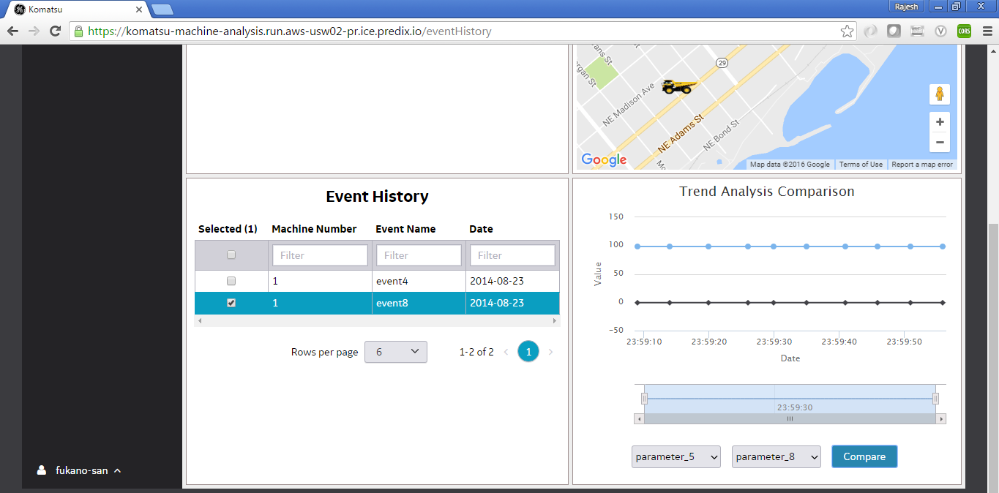 Komatsu
Rajesh
https://komatsu-machine-analysis.run.aws-usw02-pr.ice.predix.io/eventHistory
CORS
29
NE Madison Ave
NE Adams St
NE Bond St
Google
Map data ©2016 Google
Terms of Use
Report a map error
Event History
Selected (1) Machine Number Event Name Date
Filter Filter Filter
1 event4 2014-08-23
1 event8 2014-08-23
Rows per page 6 1-2 of 2 1
Trend Analysis Comparison
150
100
50
0
−50
Value
23:59:10 23:59:20 23:59:30 23:59:40 23:59:50
Date
23:59:30
parameter_5 parameter_8 Compare
fukano-san